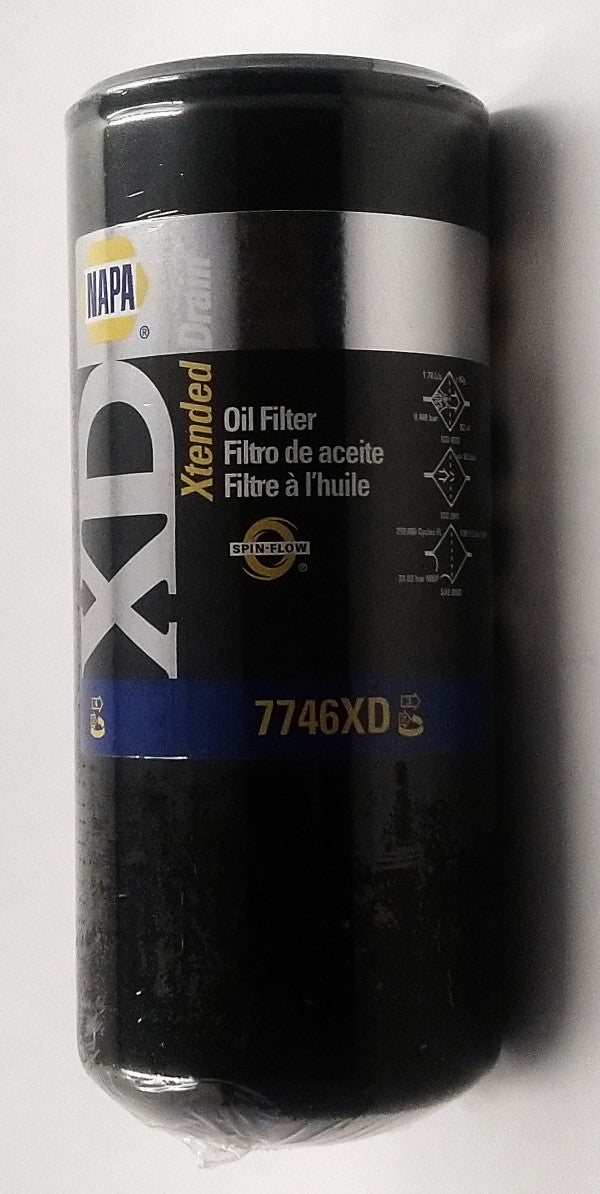 NAPA
®
XD
Xtended
Drain
Oil Filter
Filtro de aceite
Filtre à l'huile
SPIN-FLOW
®
7746XD